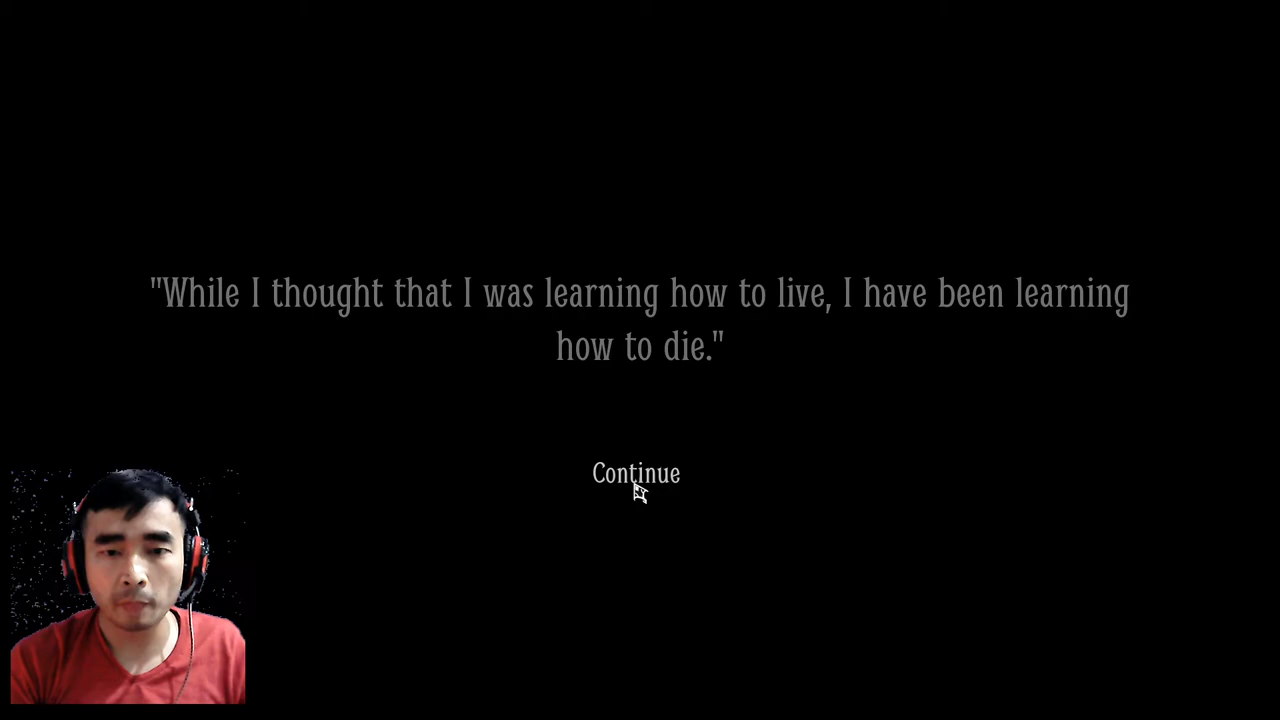 "While I thought that I was learning how to live, I have been learning
how to die."
Continue